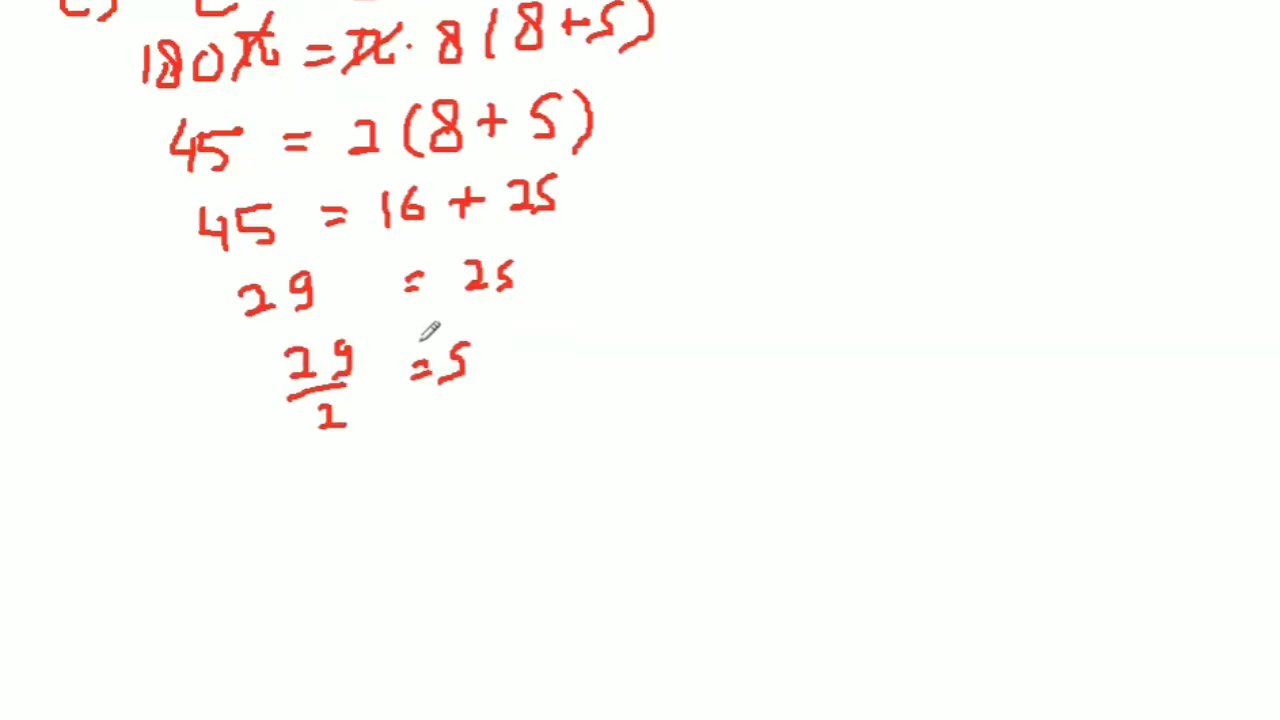 180π = π · 8(8+S)
45 = 2(8+S)
45 = 16 + 2S
29 = 2S
29/2 = S